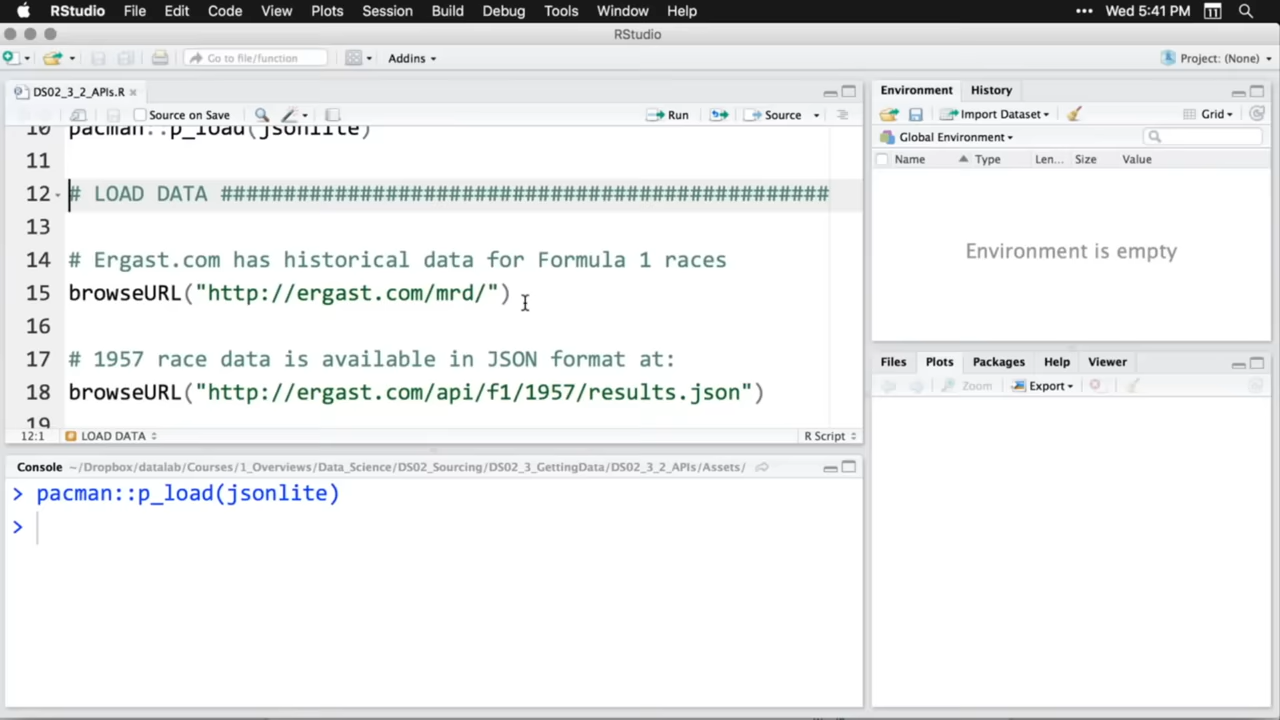 RStudio File Edit Code View Plots Session Build Debug Tools Window Help ••• Wed 5:41 PM 11
RStudio
Go to file/function Addins Project: (None)
DS02_3_2_APIs.R
Source on Save Run Source
10 pacman::p_load(jsonlite)
11
12 # LOAD DATA ################################################
13
14 # Ergast.com has historical data for Formula 1 races
15 browseURL("http://ergast.com/mrd/")
16
17 # 1957 race data is available in JSON format at:
18 browseURL("http://ergast.com/api/f1/1957/results.json")
19
12:1 LOAD DATA R Script
Console ~/Dropbox/datalab/Courses/1_Overviews/Data_Science/DS02_Sourcing/DS02_3_GettingData/DS02_3_2_APIs/Assets/
> pacman::p_load(jsonlite)
>
Environment History
Import Dataset Grid
Global Environment
Name Type Len... Size Value
Environment is empty
Files Plots Packages Help Viewer
Zoom Export